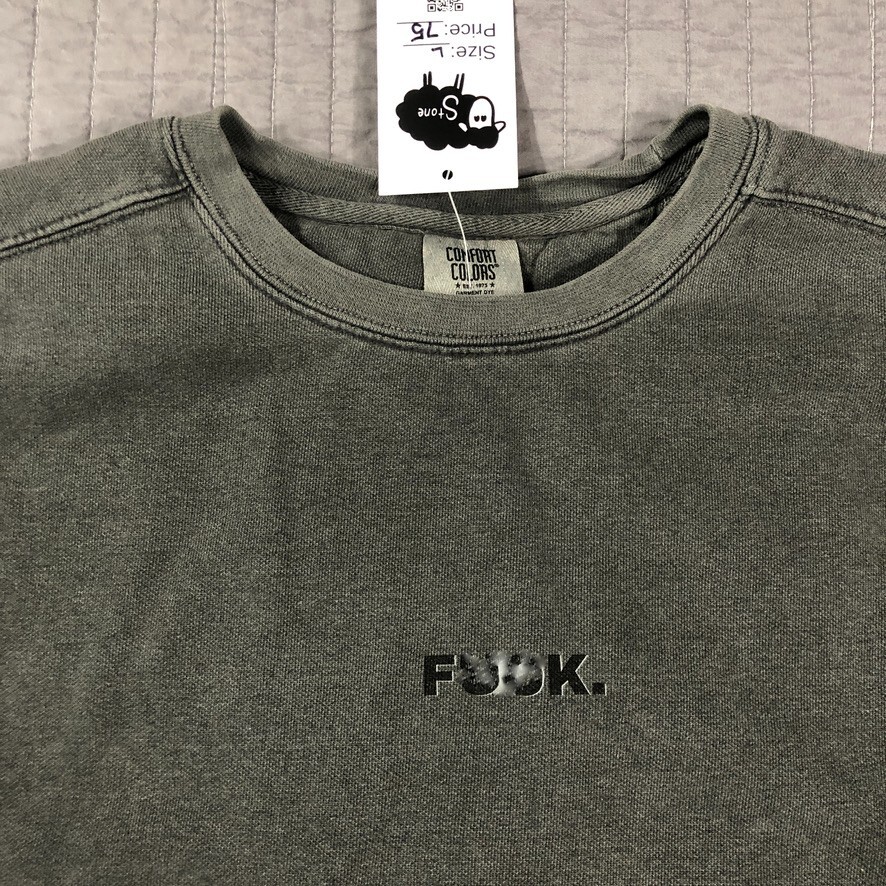 Price: 75
Size: L
Stone
COMFORT
COLORS
EST. 1975
GARMENT DYE